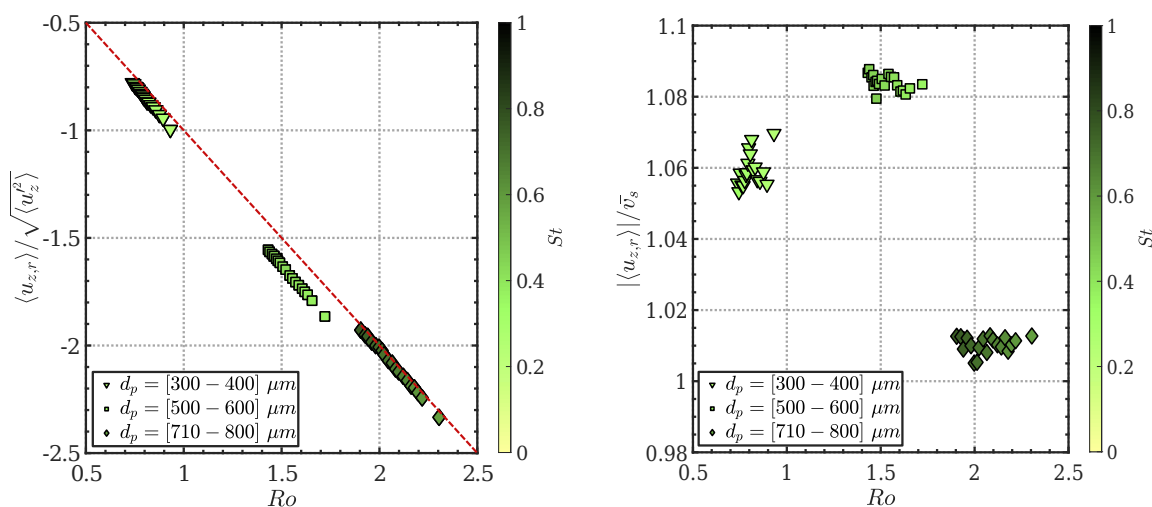 -0.5
-1
-1.5
-2
-2.5
0.5 1 1.5 2 2.5
Ro
⟨u_{z,r}⟩/√⟨u′_z^2⟩
d_p = [300 − 400] μm
d_p = [500 − 600] μm
d_p = [710 − 800] μm
1
0.8
0.6
0.4
0.2
0
St
1.1
1.08
1.06
1.04
1.02
1
0.98
0.5 1 1.5 2 2.5
Ro
|⟨u_{z,r}⟩|/v̄_s
d_p = [300 − 400] μm
d_p = [500 − 600] μm
d_p = [710 − 800] μm
1
0.8
0.6
0.4
0.2
0
St